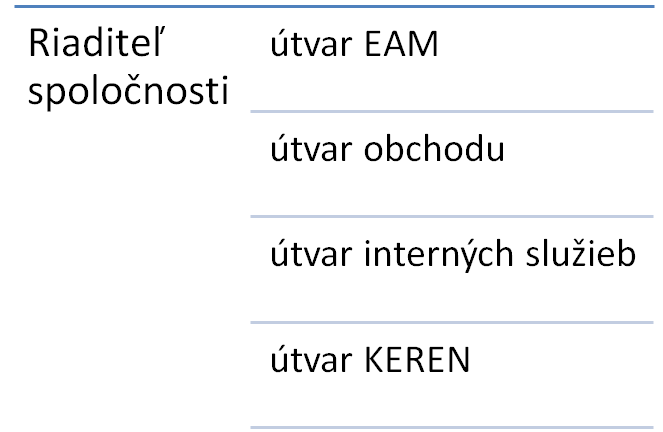 Riaditeľ
spoločnosti
útvar EAM
útvar obchodu
útvar interných služieb
útvar KEREN